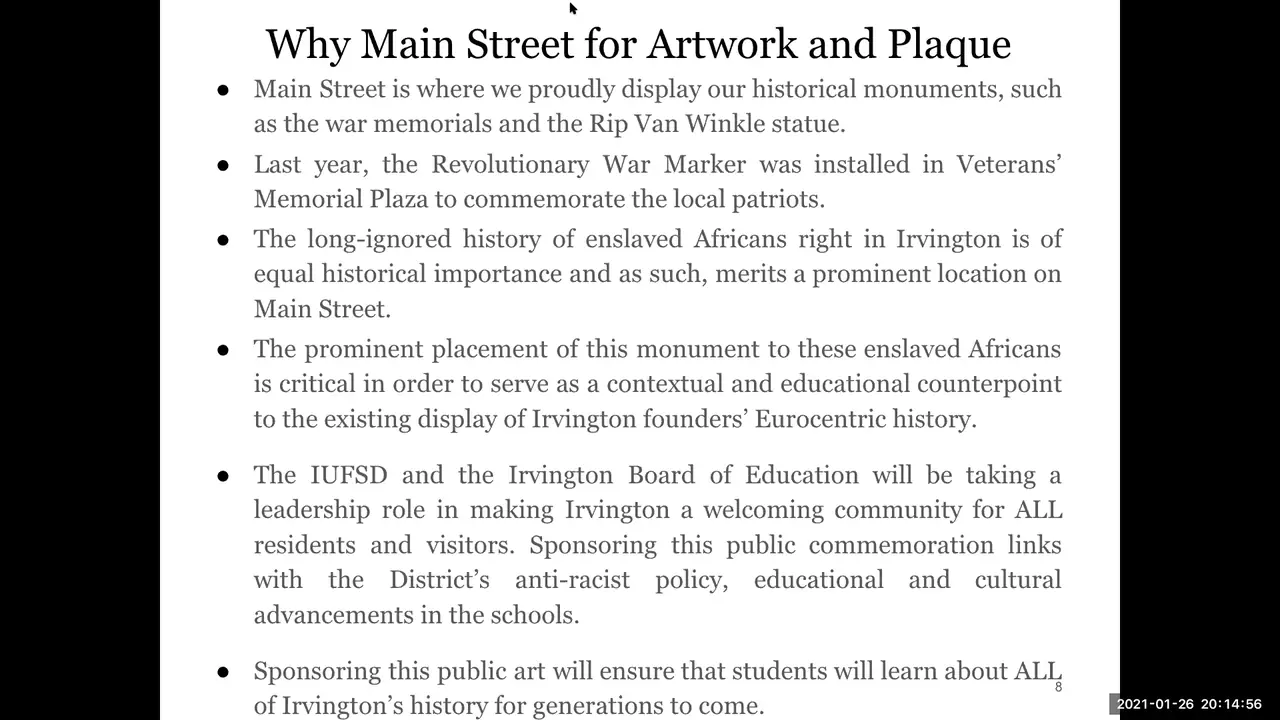 Why Main Street for Artwork and Plaque
● Main Street is where we proudly display our historical monuments, such
as the war memorials and the Rip Van Winkle statue.
● Last year, the Revolutionary War Marker was installed in Veterans’
Memorial Plaza to commemorate the local patriots.
● The long-ignored history of enslaved Africans right in Irvington is of
equal historical importance and as such, merits a prominent location on
Main Street.
● The prominent placement of this monument to these enslaved Africans
is critical in order to serve as a contextual and educational counterpoint
to the existing display of Irvington founders’ Eurocentric history.
● The IUFSD and the Irvington Board of Education will be taking a
leadership role in making Irvington a welcoming community for ALL
residents and visitors. Sponsoring this public commemoration links
with the District’s anti-racist policy, educational and cultural
advancements in the schools.
● Sponsoring this public art will ensure that students will learn about ALL
of Irvington’s history for generations to come.
8
2021-01-26 20:14:56